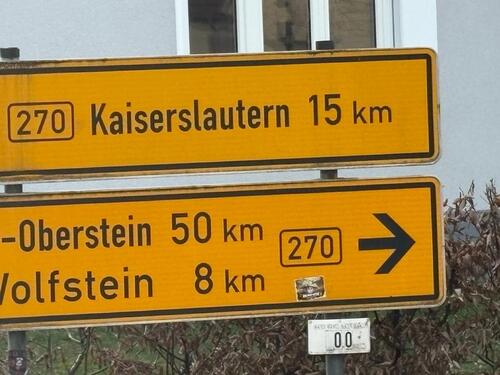 270 Kaiserslautern 15 km
-Oberstein 50 km
270
Wolfstein 8 km
00